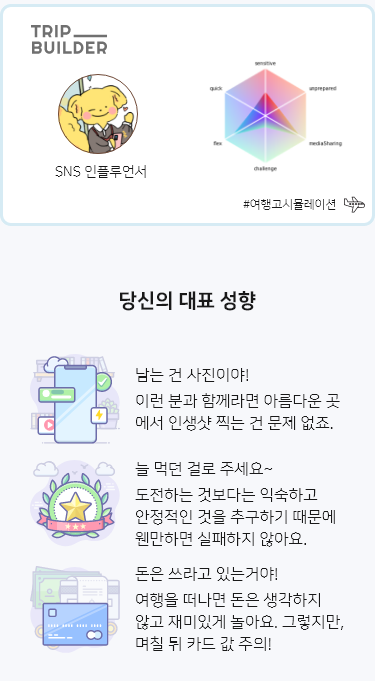 TRIP
BUILDER
SNS 인플루언서
sensitive
quick
unprepared
flex
mediaSharing
challenge
#여행고시뮬레이션
당신의 대표 성향
남는 건 사진이야!
이런 분과 함께라면 아름다운 곳
에서 인생샷 찍는 건 문제 없죠.
늘 먹던 걸로 주세요~
도전하는 것보다는 익숙하고
안정적인 것을 추구하기 때문에
웬만하면 실패하지 않아요.
돈은 쓰라고 있는거야!
여행을 떠나면 돈은 생각하지
않고 재미있게 놀아요. 그렇지만,
며칠 뒤 카드 값 주의!